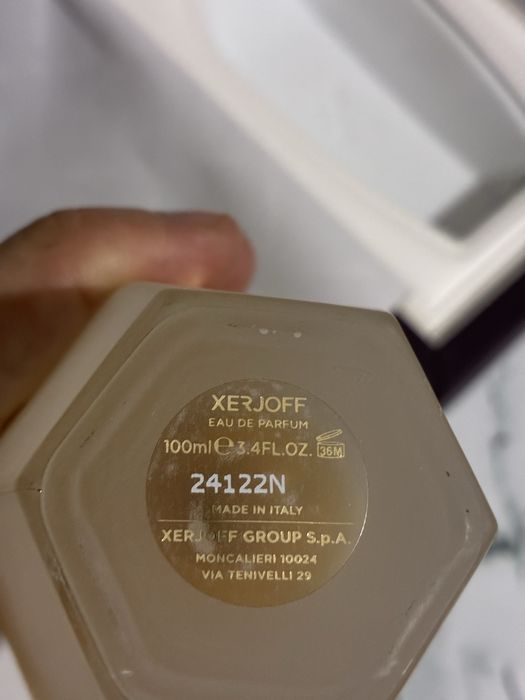 XERJOFF
EAU DE PARFUM
100ml℮3.4FL.OZ. 36M
24122N
MADE IN ITALY
XERJOFF GROUP S.p.A.
MONCALIERI 10024
VIA TENIVELLI 29